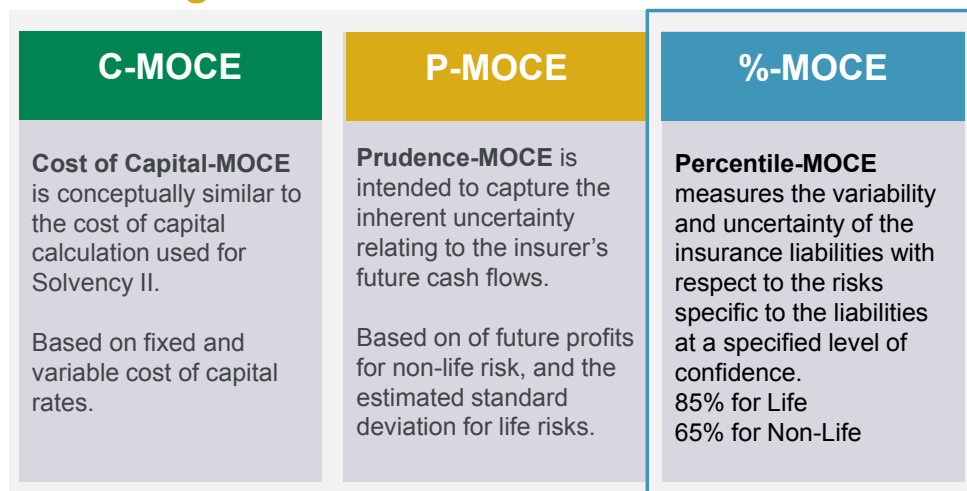 C-MOCE
Cost of Capital-MOCE
is conceptually similar to
the cost of capital
calculation used for
Solvency II.
Based on fixed and
variable cost of capital
rates.
P-MOCE
Prudence-MOCE is
intended to capture the
inherent uncertainty
relating to the insurer’s
future cash flows.
Based on of future profits
for non-life risk, and the
estimated standard
deviation for life risks.
%-MOCE
Percentile-MOCE
measures the variability
and uncertainty of the
insurance liabilities with
respect to the risks
specific to the liabilities
at a specified level of
confidence.
85% for Life
65% for Non-Life